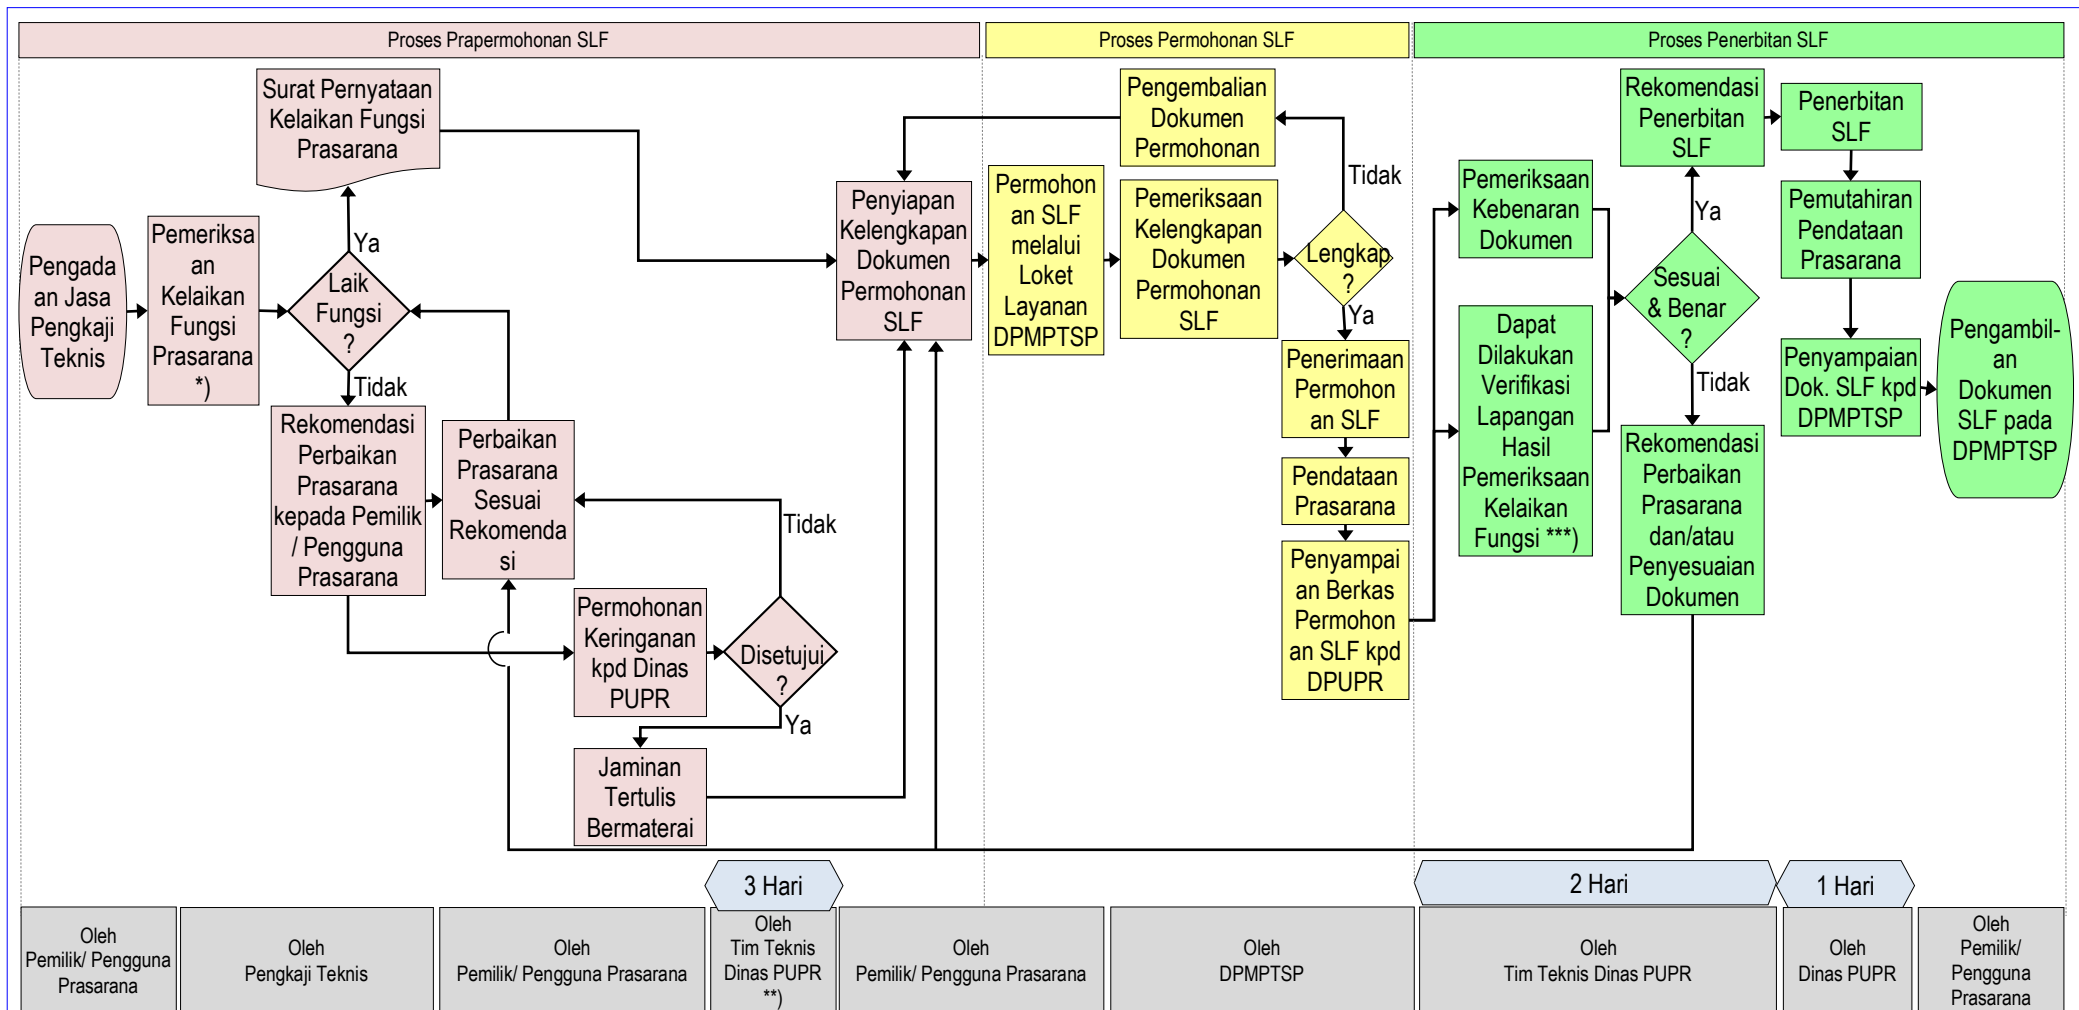 Proses Prapermohonan SLF
Proses Permohonan SLF
Proses Penerbitan SLF
Surat Pernyataan
Kelaikan Fungsi
Prasarana
Pengada
an Jasa
Pengkaji
Teknis
Pemeriksa
an
Kelaikan
Fungsi
Prasarana
*)
Ya
Laik
Fungsi
?
Tidak
Rekomendasi
Perbaikan
Prasarana
kepada Pemilik
/ Pengguna
Prasarana
Perbaikan
Prasarana
Sesuai
Rekomenda
si
Permohonan
Keringanan
kpd Dinas
PUPR
Tidak
Disetujui
?
Ya
Jaminan
Tertulis
Bermaterai
Penyiapan
Kelengkapan
Dokumen
Permohonan
SLF
Pengembalian
Dokumen
Permohonan
Permohon
an SLF
melalui
Loket
Layanan
DPMPTSP
Pemeriksaan
Kelengkapan
Dokumen
Permohonan
SLF
Tidak
Lengkap
?
Ya
Penerimaan
Permohon
an SLF
Pendataan
Prasarana
Penyampai
an Berkas
Permohon
an SLF kpd
DPUPR
Pemeriksaan
Kebenaran
Dokumen
Dapat
Dilakukan
Verifikasi
Lapangan
Hasil
Pemeriksaan
Kelaikan
Fungsi ***)
Rekomendasi
Penerbitan
SLF
Ya
Sesuai
& Benar
?
Tidak
Rekomendasi
Perbaikan
Prasarana
dan/atau
Penyesuaian
Dokumen
Penerbitan
SLF
Pemutahiran
Pendataan
Prasarana
Penyampaian
Dok. SLF kpd
DPMPTSP
Pengambil-
an
Dokumen
SLF pada
DPMPTSP
3 Hari
2 Hari
1 Hari
Oleh
Pemilik/ Pengguna
Prasarana
Oleh
Pengkaji Teknis
Oleh
Pemilik/ Pengguna Prasarana
Oleh
Tim Teknis
Dinas PUPR
**)
Oleh
Pemilik/ Pengguna Prasarana
Oleh
DPMPTSP
Oleh
Tim Teknis Dinas PUPR
Oleh
Dinas PUPR
Oleh
Pemilik/
Pengguna
Prasarana